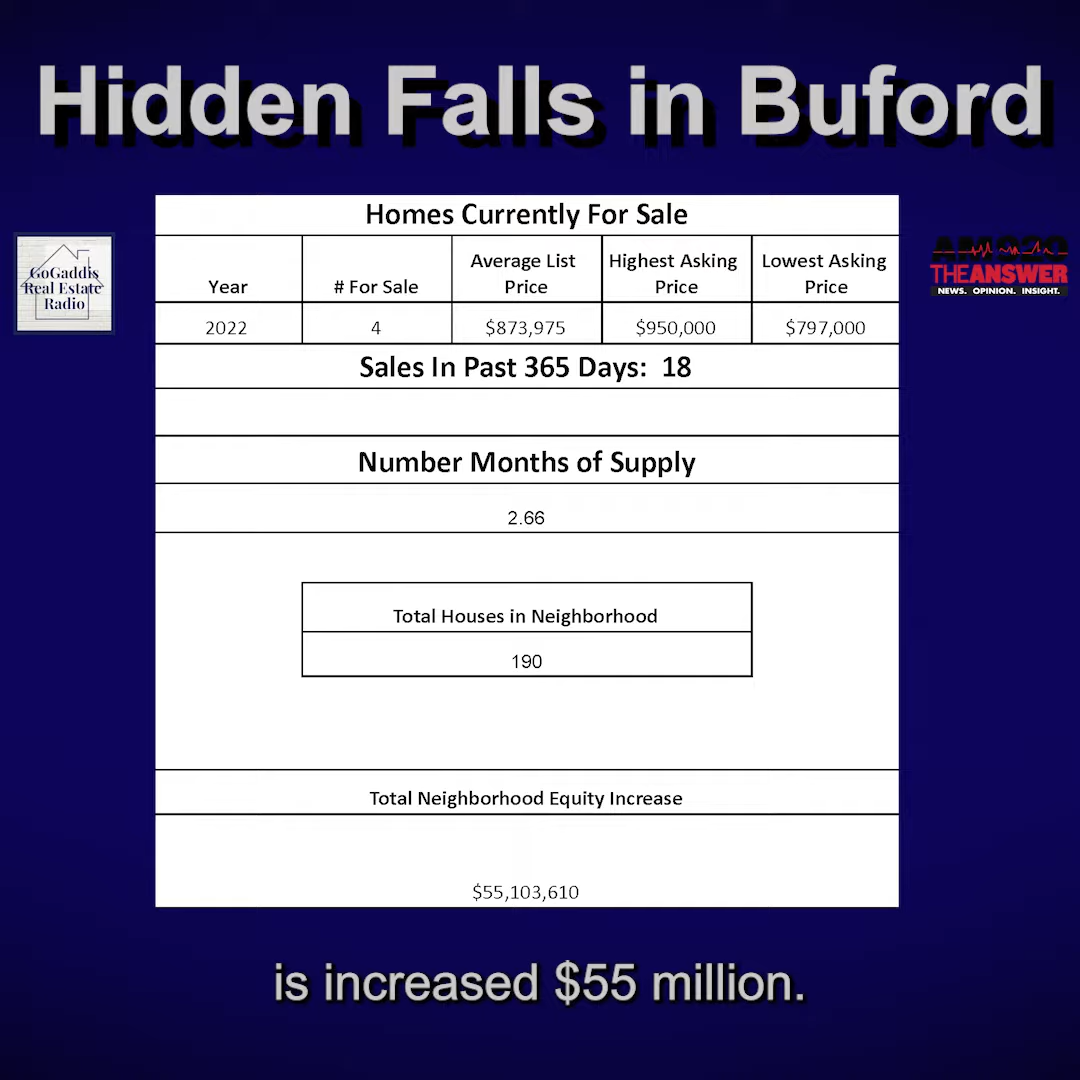 Hidden Falls in Buford
Homes Currently For Sale
Year
# For Sale
Average List
Price
Highest Asking
Price
Lowest Asking
Price
2022
4
$873,975
$950,000
$797,000
Sales In Past 365 Days: 18
Number Months of Supply
2.66
Total Houses in Neighborhood
190
Total Neighborhood Equity Increase
$55,103,610
GoGaddis
Real Estate
Radio
AM920
THEANSWER
NEWS. OPINION. INSIGHT.
is increased $55 million.